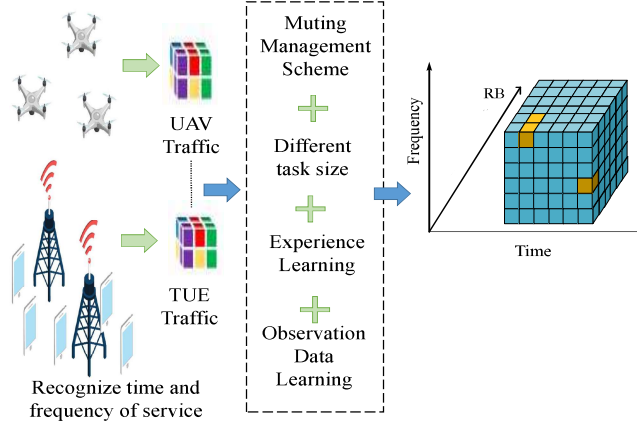 UAV
Traffic
TUE
Traffic
Recognize time and
frequency of service
Muting
Management
Scheme
Different
task size
Experience
Learning
Observation
Data
Learning
Frequency
RB
Time